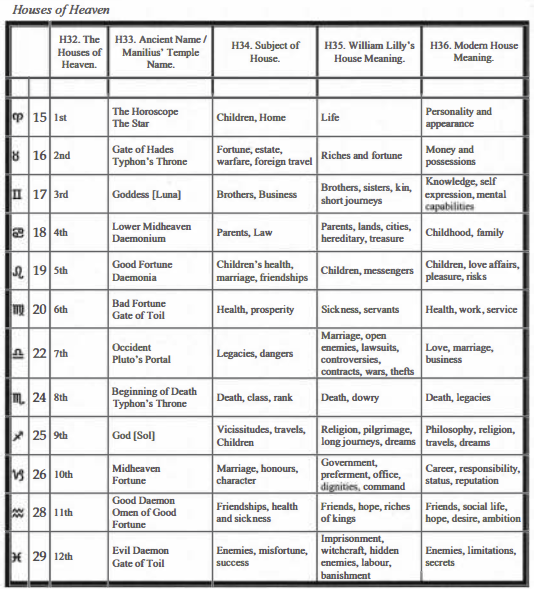 Houses of Heaven
H32. The
Houses of
Heaven.
H33. Ancient Name /
Manilius' Temple
Name.
H34. Subject of
House.
H35. William Lilly's
House Meaning.
H36. Modern House
Meaning.
♈ 15 1st
The Horoscope
The Star
Children, Home
Life
Personality and
appearance
♉ 16 2nd
Gate of Hades
Typhon's Throne
Fortune, estate,
warfare, foreign travel
Riches and fortune
Money and
possessions
♊ 17 3rd
Goddess [Luna]
Brothers, Business
Brothers, sisters, kin,
short journeys
Knowledge, self
expression, mental
capabilities
♋ 18 4th
Lower Midheaven
Daemonium
Parents, Law
Parents, lands, cities,
hereditary, treasure
Childhood, family
♌ 19 5th
Good Fortune
Daemonia
Children's health,
marriage, friendships
Children, messengers
Children, love affairs,
pleasure, risks
♍ 20 6th
Bad Fortune
Gate of Toil
Health, prosperity
Sickness, servants
Health, work, service
♎ 22 7th
Occident
Pluto's Portal
Legacies, dangers
Marriage, open
enemies, lawsuits,
controversies,
contracts, wars, thefts
Love, marriage,
business
♏ 24 8th
Beginning of Death
Typhon's Throne
Death, class, rank
Death, dowry
Death, legacies
♐ 25 9th
God [Sol]
Vicissitudes, travels,
Children
Religion, pilgrimage,
long journeys, dreams
Philosophy, religion,
travels, dreams
♑ 26 10th
Midheaven
Fortune
Marriage, honours,
character
Government,
preferment, office,
dignities, command
Career, responsibility,
status, reputation
♒ 28 11th
Good Daemon
Omen of Good
Fortune
Friendships, health
and sickness
Friends, hope, riches
of kings
Friends, social life,
hope, desire, ambition
♓ 29 12th
Evil Daemon
Gate of Toil
Enemies, misfortune,
success
Imprisonment,
witchcraft, hidden
enemies, labour,
banishment
Enemies, limitations,
secrets